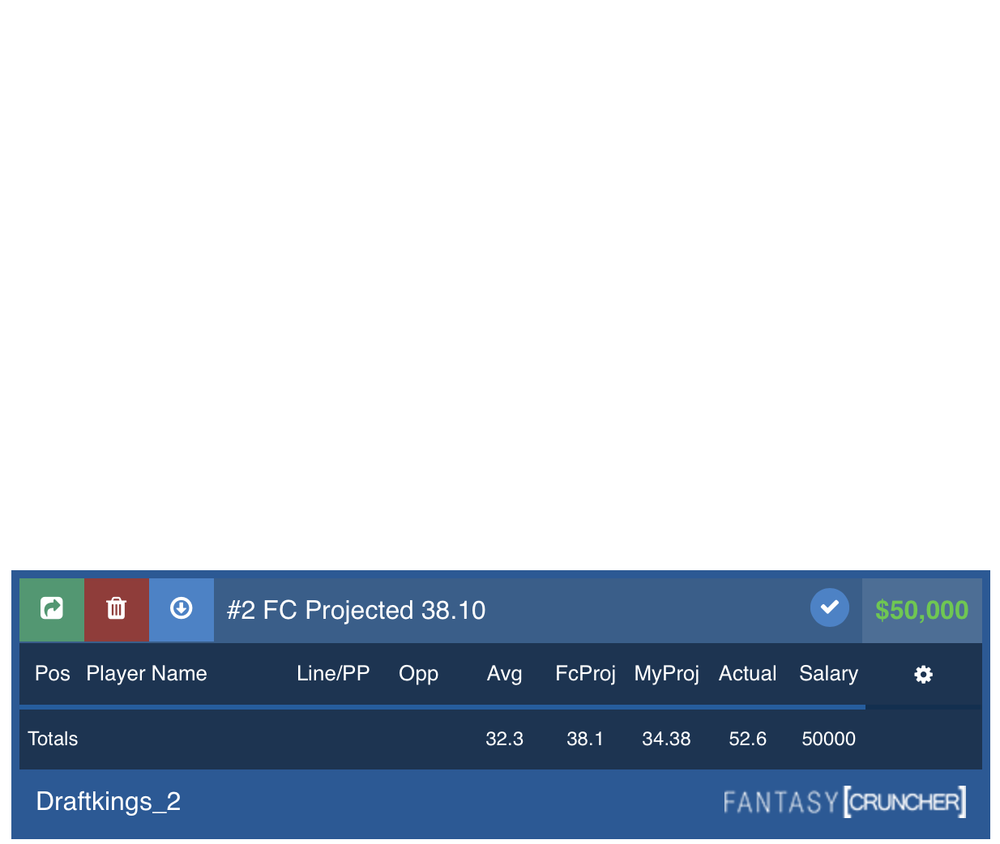 #2 FC Projected 38.10 $50,000
Pos Player Name Line/PP Opp Avg FcProj MyProj Actual Salary
Totals 32.3 38.1 34.38 52.6 50000
Draftkings_2 FANTASY[CRUNCHER]